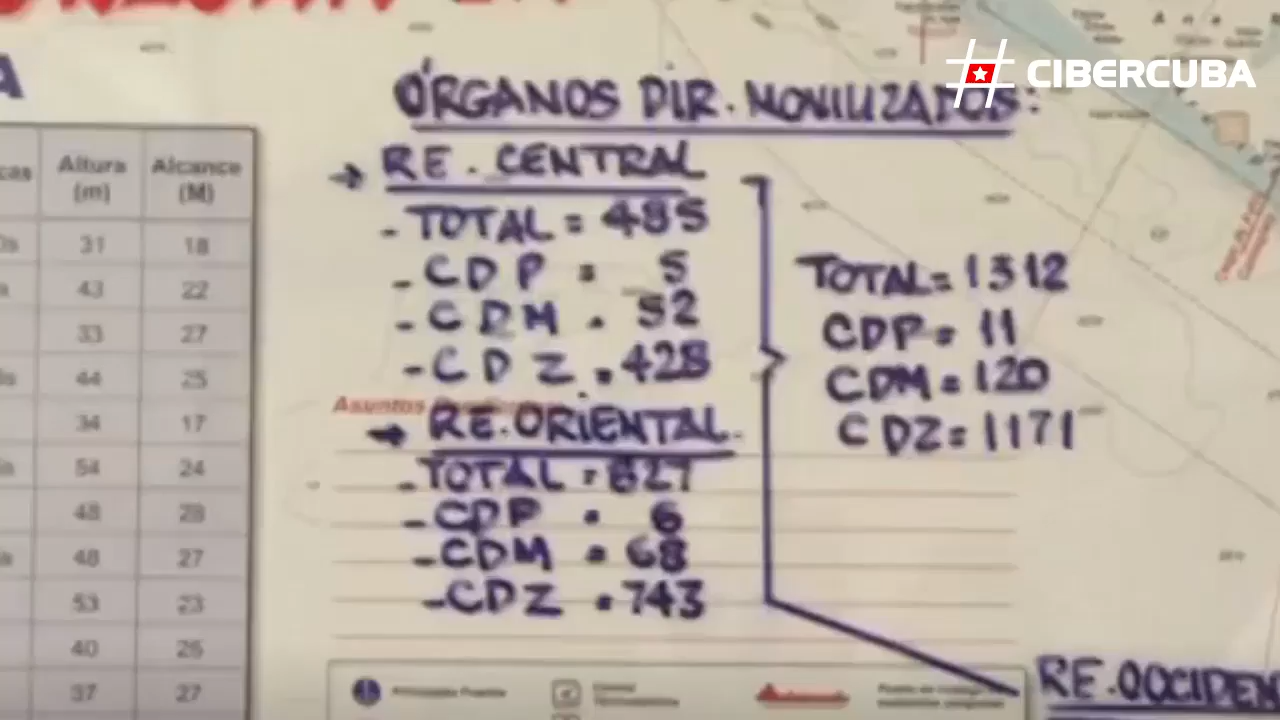 CIBERCUBA
ÓRGANOS DIR. MOVILIZADOS:
→ RE. CENTRAL
- TOTAL = 485
- CDP = 5
- CDM = 52
- CDZ = 428
Asuntos
→ RE. ORIENTAL.
- TOTAL = 827
- CDP = 6
- CDM = 68
- CDZ = 743
TOTAL = 1312
CDP = 11
CDM = 120
CDZ = 1171
RE. OCCIDEN
A
Altura (m) Alcance (M)
31 18
43 22
33 27
44 25
34 17
54 24
48 28
48 27
53 23
40 26
37 27